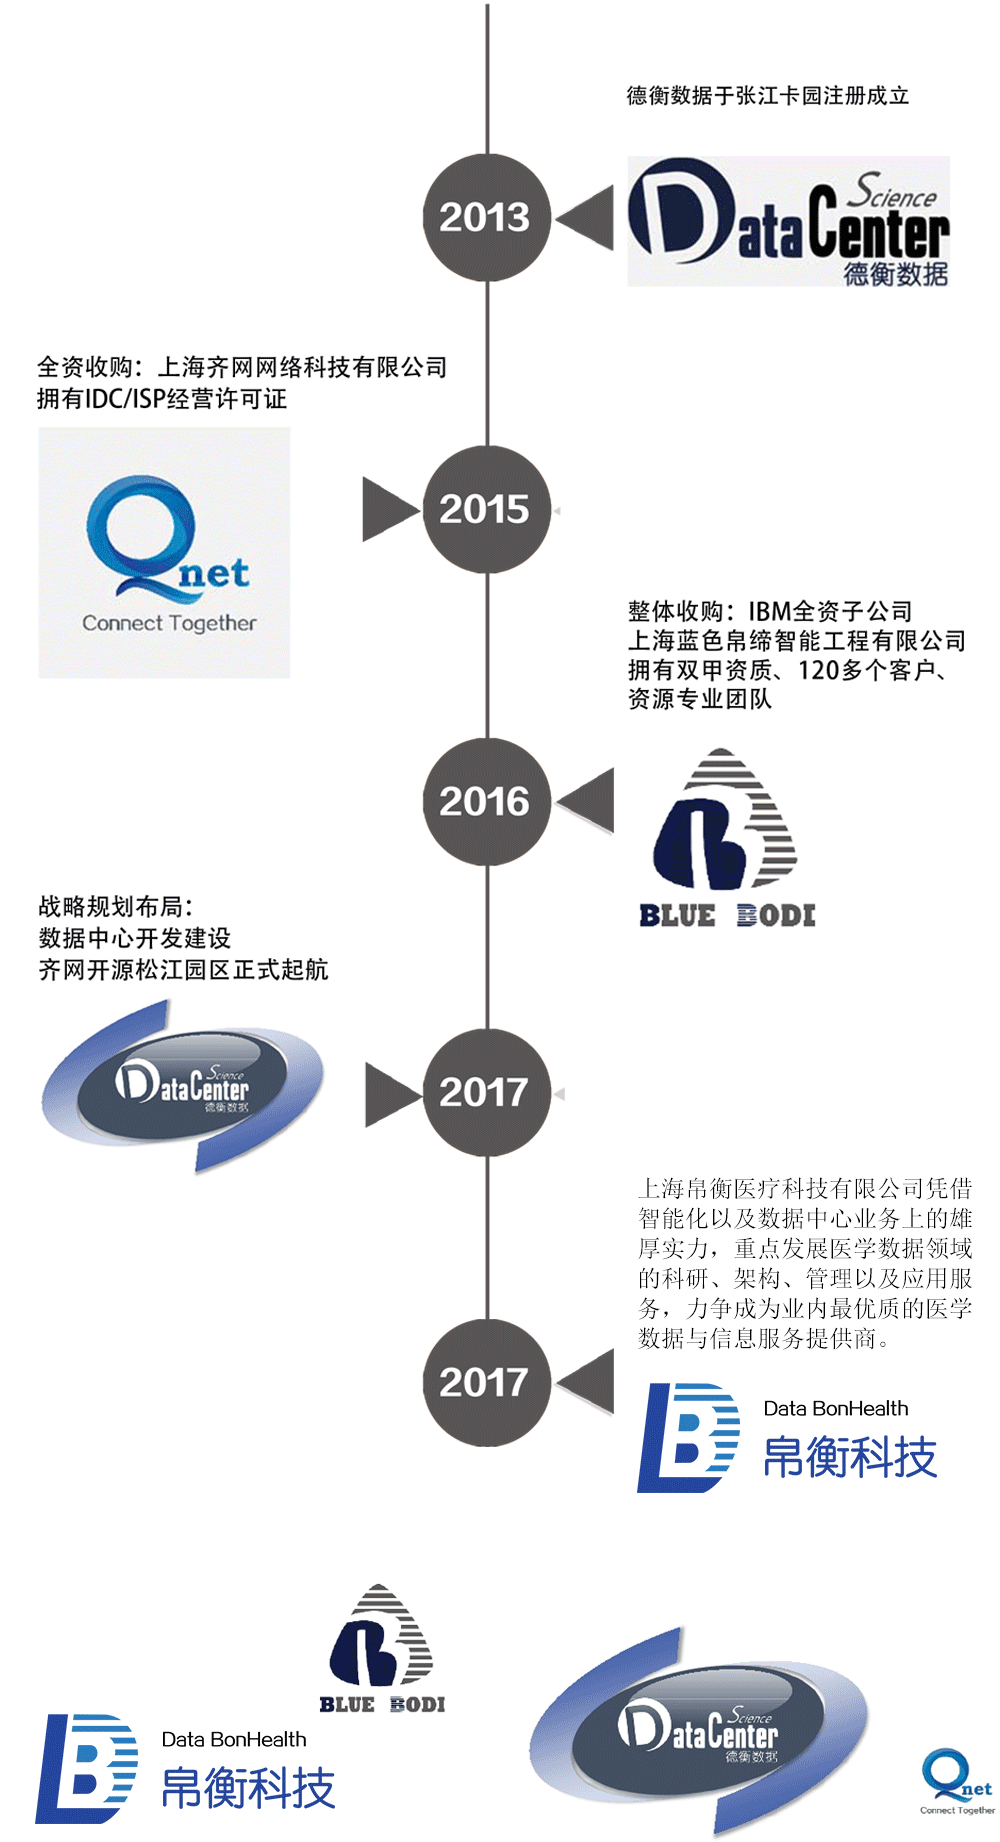 德衡数据于张江卡园注册成立
2013
Science
DataCenter
德衡数据
全资收购：上海齐网网络科技有限公司
拥有IDC/ISP经营许可证
Qnet
Connect Together
2015
整体收购：IBM全资子公司
上海蓝色帛缔智能工程有限公司
拥有双甲资质、120多个客户、
资源专业团队
2016
BLUE BODI
战略规划布局：
数据中心开发建设
齐网开源松江园区正式起航
Science
DataCenter
德衡数据
2017
上海帛衡医疗科技有限公司凭借
智能化以及数据中心业务上的雄
厚实力，重点发展医学数据领域
的科研、架构、管理以及应用服
务，力争成为业内最优质的医学
数据与信息服务提供商。
2017
Data BonHealth
帛衡科技
BLUE BODI
Data BonHealth
帛衡科技
Science
DataCenter
德衡数据
Qnet
Connect Together